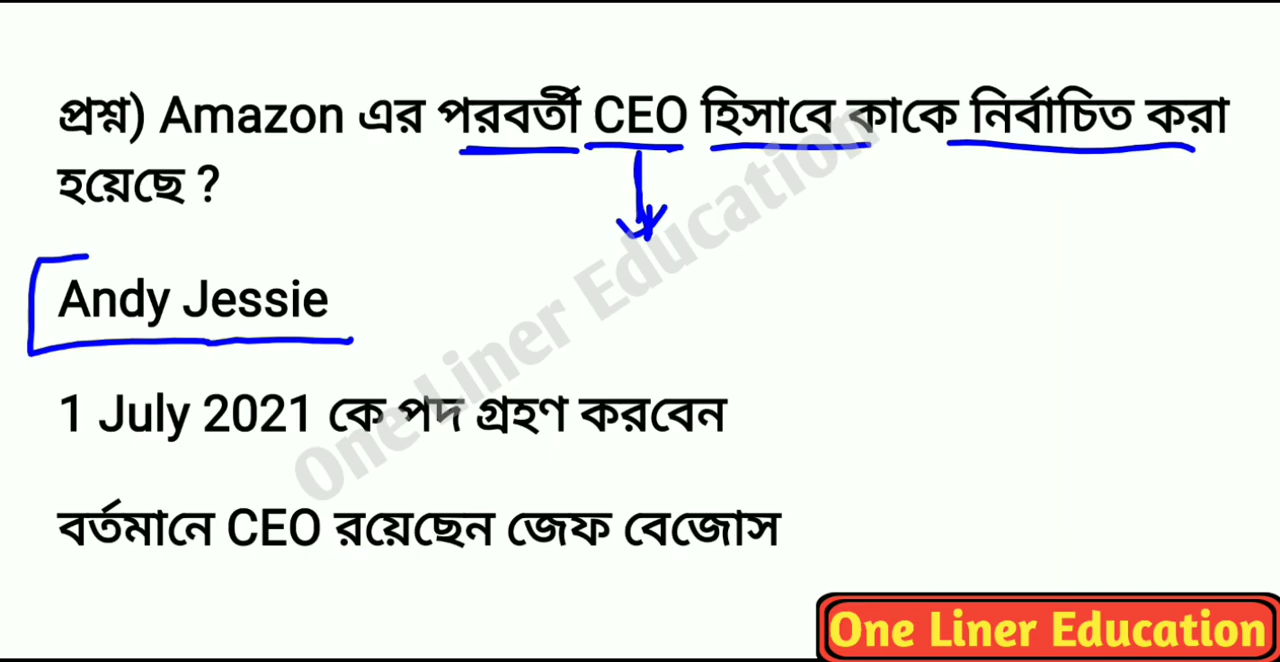 প্রশ্ন) Amazon এর পরবর্তী CEO হিসাবে কাকে নির্বাচিত করা
হয়েছে ?
Andy Jessie
1 July 2021 কে পদ গ্রহণ করবেন
বর্তমানে CEO রয়েছেন জেফ বেজোস
One Liner Education
One Liner Education